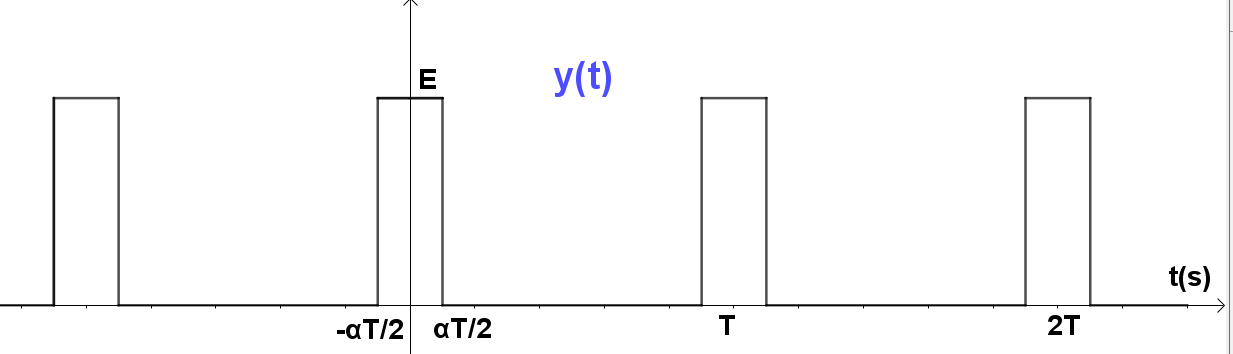 E
y(t)
t(s)
-αT/2 αT/2 T 2T